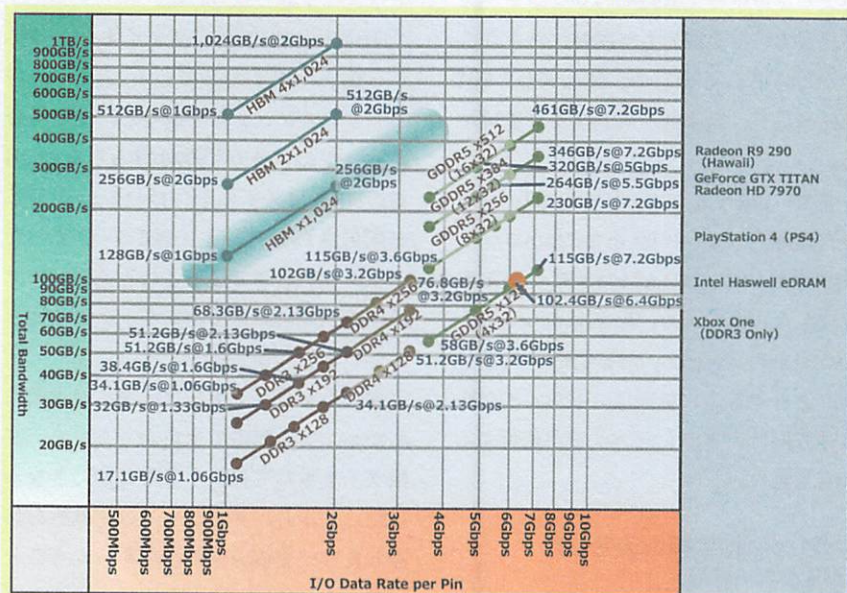 1TB/s
900GB/s
800GB/s
700GB/s
600GB/s
500GB/s
400GB/s
300GB/s
200GB/s
100GB/s
90GB/s
80GB/s
70GB/s
60GB/s
50GB/s
40GB/s
30GB/s
20GB/s
Total Bandwidth
1,024GB/s@2Gbps
HBM 4x1,024
512GB/s@1Gbps
512GB/s
@2Gbps
HBM 2x1,024
256GB/s@2Gbps
256GB/s
@2Gbps
HBM x1,024
128GB/s@1Gbps
461GB/s@7.2Gbps
GDDR5 x512
(16x32)
346GB/s@7.2Gbps
320GB/s@5Gbps
GDDR5 x384
(12x32)
264GB/s@5.5Gbps
GDDR5 x256
(8x32)
230GB/s@7.2Gbps
115GB/s@3.6Gbps
102GB/s@3.2Gbps
115GB/s@7.2Gbps
76.8GB/s
@3.2Gbps
102.4GB/s@6.4Gbps
GDDR5 x128
(4x32)
68.3GB/s@2.13Gbps
DDR4 x256
51.2GB/s@2.13Gbps
DDR4 x192
51.2GB/s@1.6Gbps
58GB/s@3.6Gbps
DDR3 x256
DDR4 x128
51.2GB/s@3.2Gbps
38.4GB/s@1.6Gbps
34.1GB/s@1.06Gbps
DDR3 x192
32GB/s@1.33Gbps
34.1GB/s@2.13Gbps
DDR3 x128
17.1GB/s@1.06Gbps
Radeon R9 290
(Hawaii)
GeForce GTX TITAN
Radeon HD 7970
PlayStation 4 (PS4)
Intel Haswell eDRAM
Xbox One
(DDR3 Only)
500Mbps
600Mbps
700Mbps
800Mbps
900Mbps
1Gbps
2Gbps
3Gbps
4Gbps
5Gbps
6Gbps
7Gbps
8Gbps
9Gbps
10Gbps
I/O Data Rate per Pin